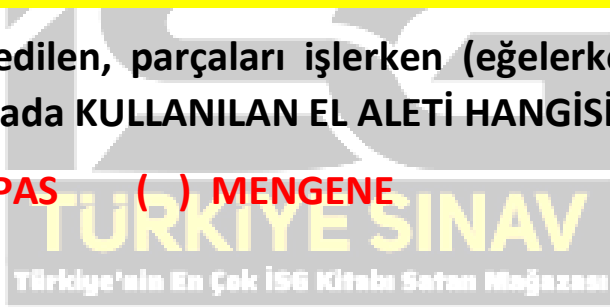 edilen, parçaları işlerken (eğelerke
ada KULLANILAN EL ALETİ HANGİSİ
PAS ( ) MENGENE
TÜRKİYE SINAV
Türkiye'nin En Çok İSG Kitabı Satan Mağazası